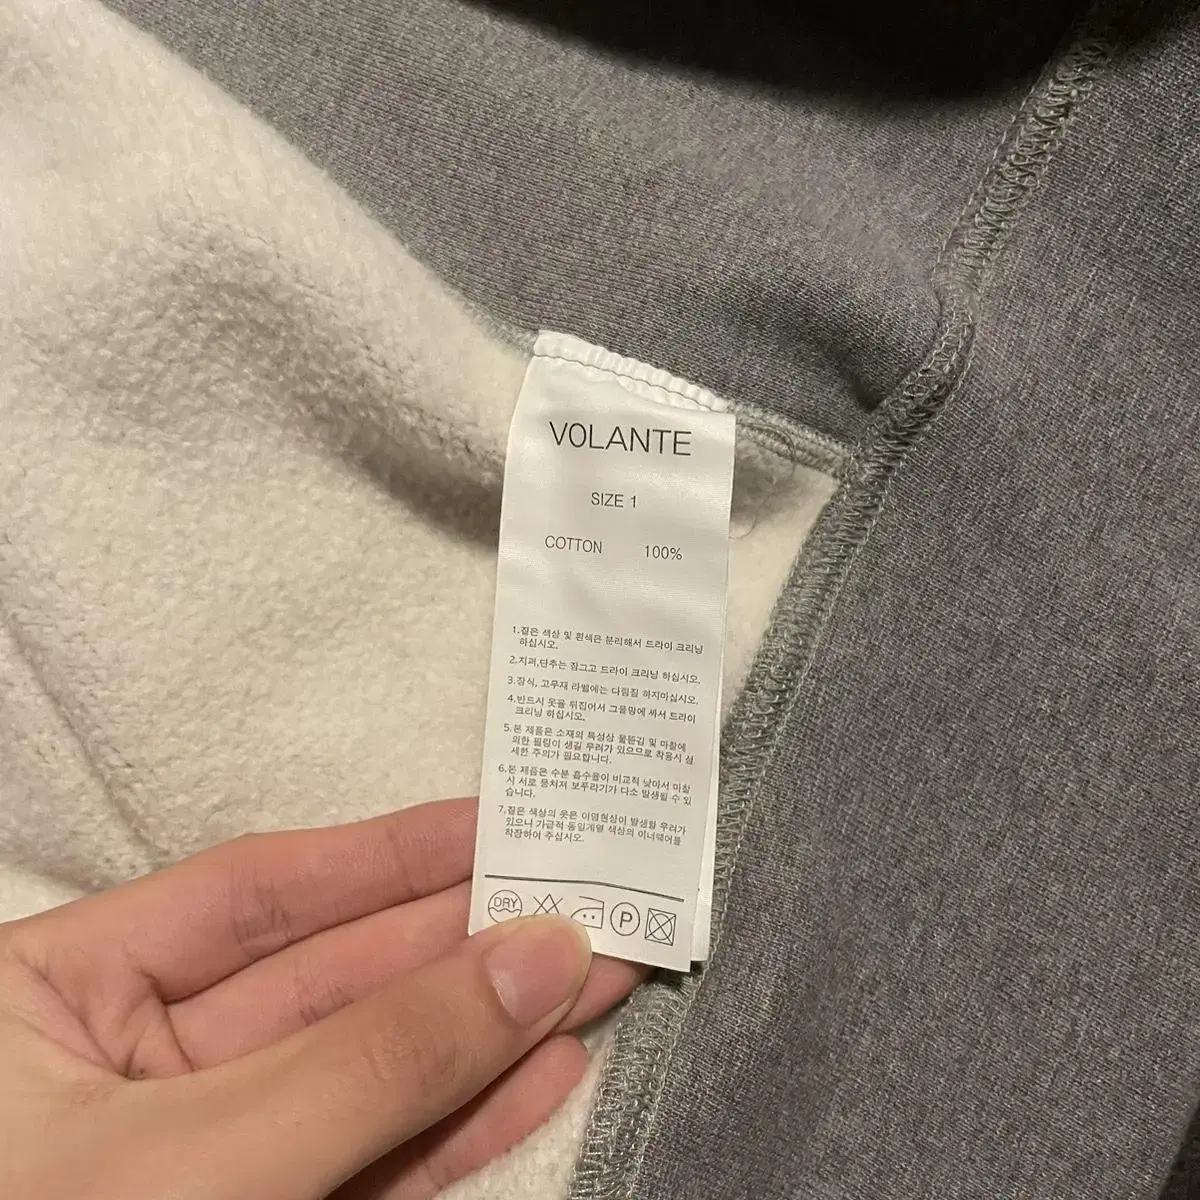 VOLANTE
SIZE 1
COTTON 100%
1.짙은 색상 및 흰색은 분리해서 드라이 크리닝
하십시오.
2.지퍼,단추는 잠그고 드라이 크리닝 하십시오.
3.장식, 고무재 라벨에는 다림질 하지마십시오.
4.반드시 옷을 뒤집어서 그물망에 싸서 드라이
크리닝 하십시오.
5.본 제품은 소재의 특성상 물뜯김 및 마찰에
의한 필링이 생길 우려가 있으므로 착용시 섬
세한 주의가 필요합니다.
6.본 제품은 수분 흡수율이 비교적 낮아서 마찰
시 서로 뭉쳐져 보푸라기가 다소 발생될 수 있
습니다.
7.짙은 색상의 옷은 이염현상이 발생할 우려가
있으니 가급적 동일계열 색상의 이너웨어를
착장하여 주십시오.
DRY P